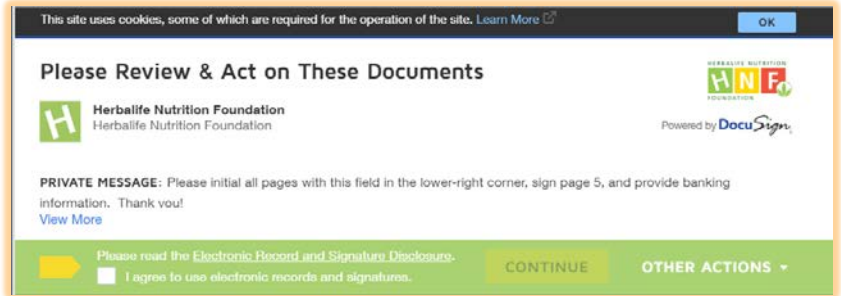 This site uses cookies, some of which are required for the operation of the site. Learn More
OK
Please Review & Act on These Documents
HERBALIFE NUTRITION
HNF
FOUNDATION
H
Herbalife Nutrition Foundation
Herbalife Nutrition Foundation
Powered by DocuSign
PRIVATE MESSAGE: Please initial all pages with this field in the lower-right corner, sign page 5, and provide banking
information. Thank you!
View More
Please read the Electronic Record and Signature Disclosure.
I agree to use electronic records and signatures.
CONTINUE
OTHER ACTIONS